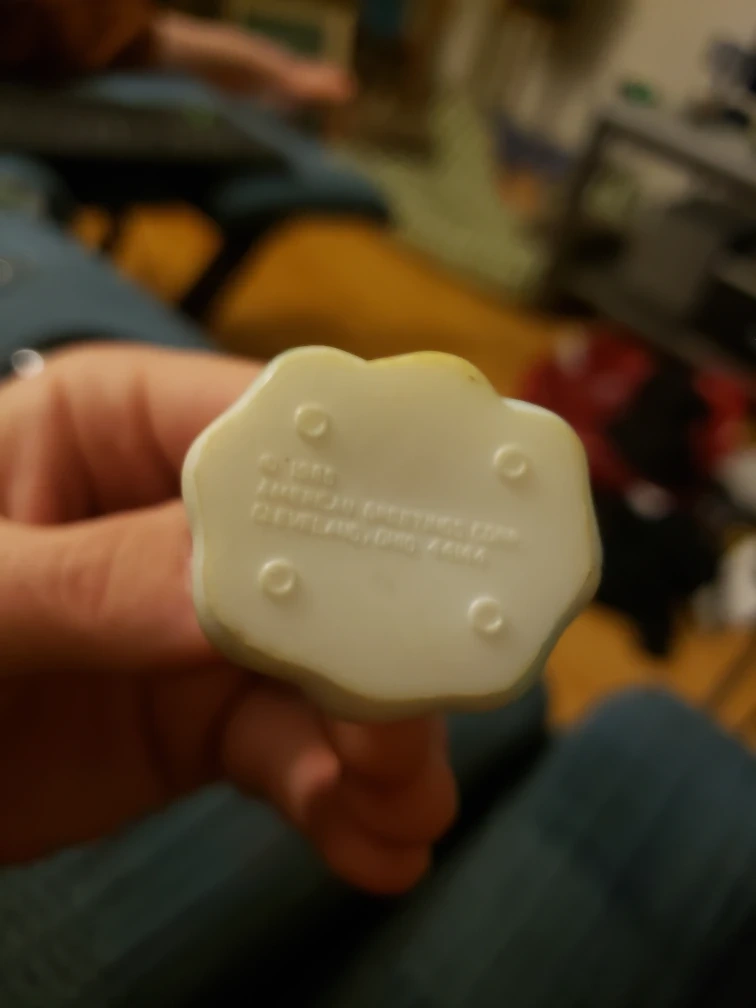 ©
AMERICAN GREETINGS CORP.
CLEVELAND, OHIO 44144